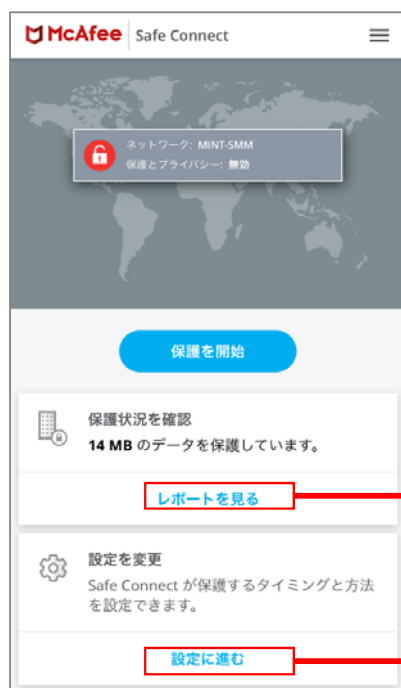 McAfee Safe Connect
ネットワーク: MINT-SMM
保護とプライバシー: 無効
保護を開始
保護状況を確認
14 MB のデータを保護しています。
レポートを見る
設定を変更
Safe Connect が保護するタイミングと方法
を設定できます。
設定に進む